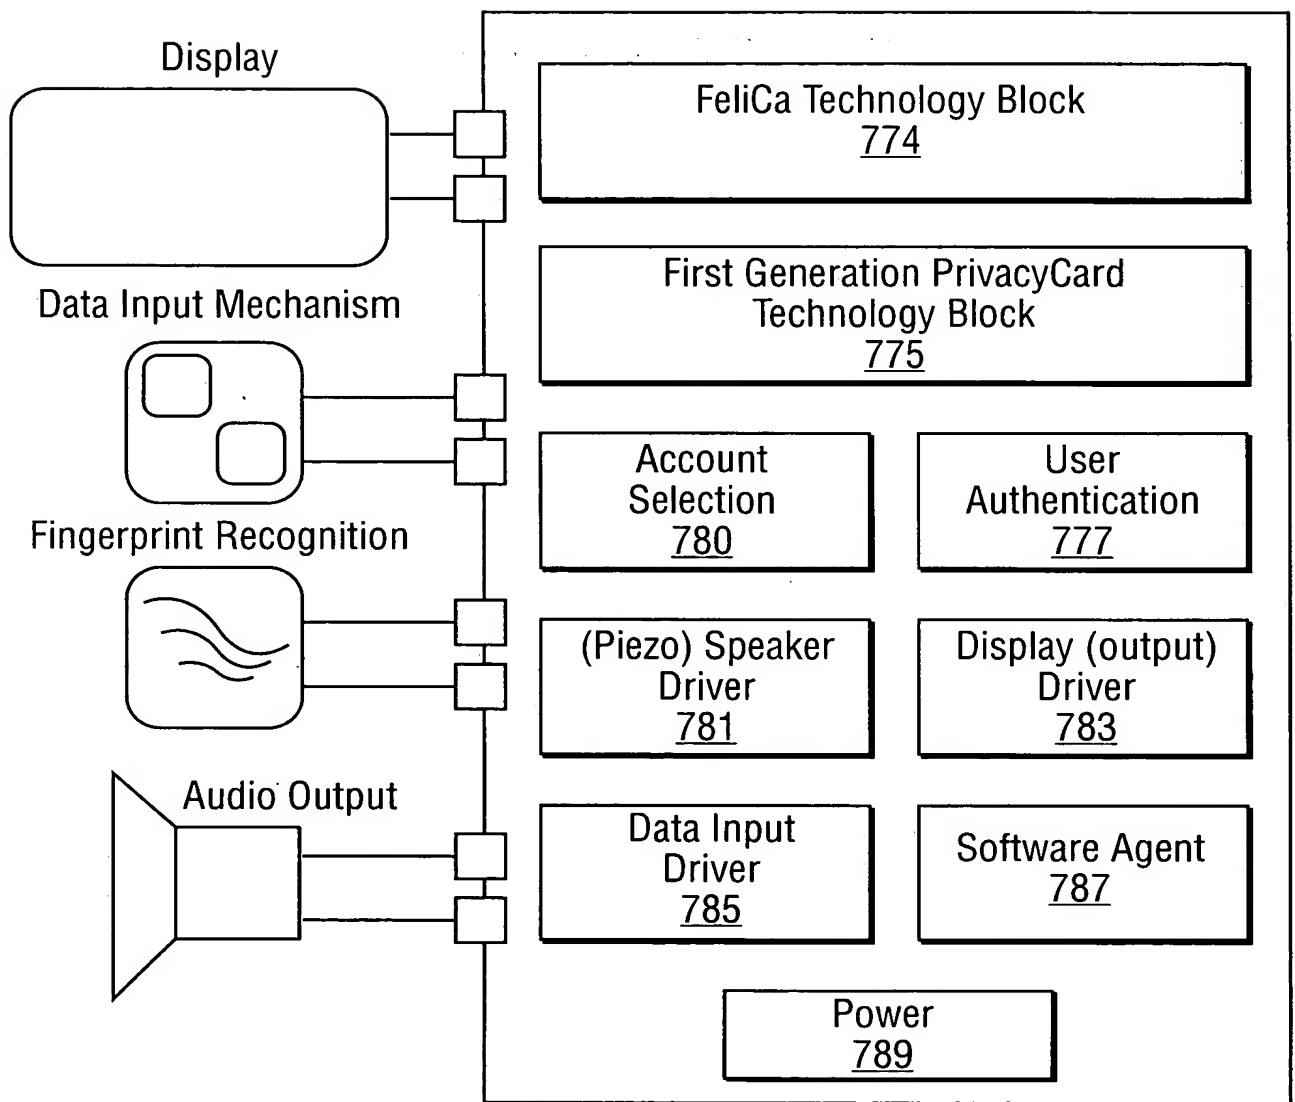 Display
Data Input Mechanism
Fingerprint Recognition
Audio Output
FeliCa Technology Block
774
First Generation PrivacyCard
Technology Block
775
Account
Selection
780
User
Authentication
777
(Piezo) Speaker
Driver
781
Display (output)
Driver
783
Data Input
Driver
785
Software Agent
787
Power
789